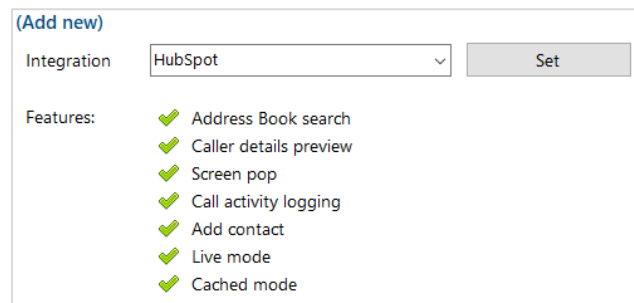 (Add new)
Integration HubSpot Set
Features: Address Book search
Caller details preview
Screen pop
Call activity logging
Add contact
Live mode
Cached mode